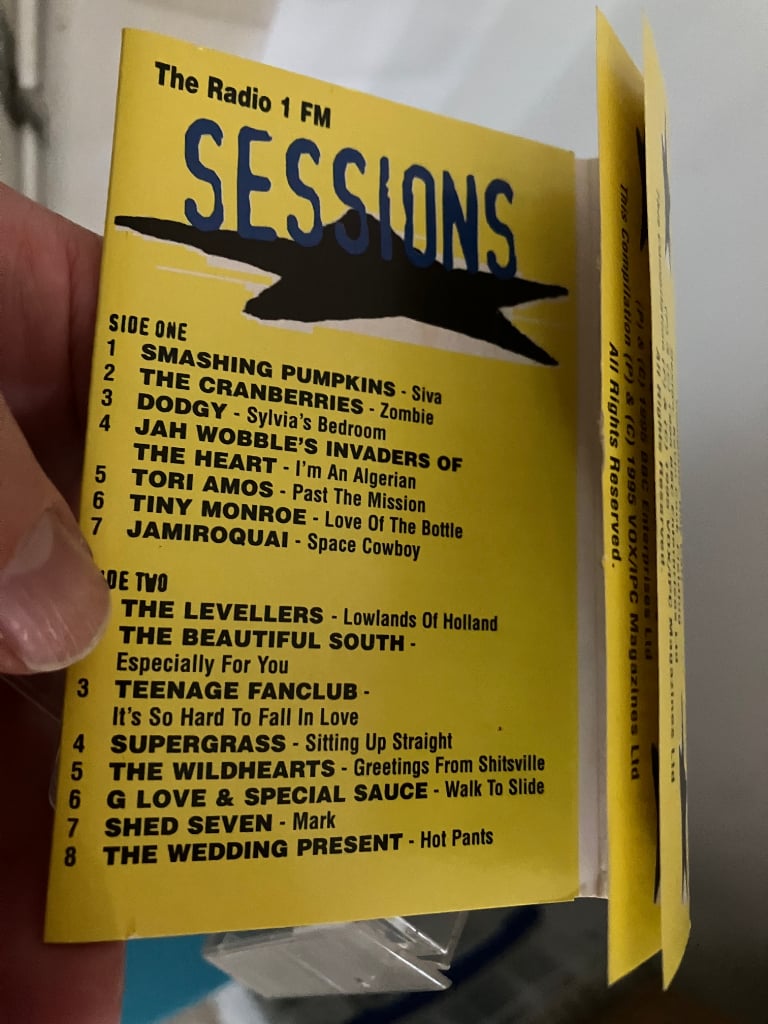 The Radio 1 FM
SESSIONS
SIDE ONE
1 SMASHING PUMPKINS - Siva
2 THE CRANBERRIES - Zombie
3 DODGY - Sylvia's Bedroom
4 JAH WOBBLE'S INVADERS OF
THE HEART - I'm An Algerian
5 TORI AMOS - Past The Mission
6 TINY MONROE - Love Of The Bottle
7 JAMIROQUAI - Space Cowboy
DE TWO
THE LEVELLERS - Lowlands Of Holland
THE BEAUTIFUL SOUTH -
Especially For You
3 TEENAGE FANCLUB -
It's So Hard To Fall In Love
4 SUPERGRASS - Sitting Up Straight
5 THE WILDHEARTS - Greetings From Shitsville
6 G LOVE & SPECIAL SAUCE - Walk To Slide
7 SHED SEVEN - Mark
8 THE WEDDING PRESENT - Hot Pants
(P) & (C) 1995 BBC Enterprises Ltd
This Compilation (P) & (C) 1995 VOX/IPC Magazines Ltd
All Rights Reserved.